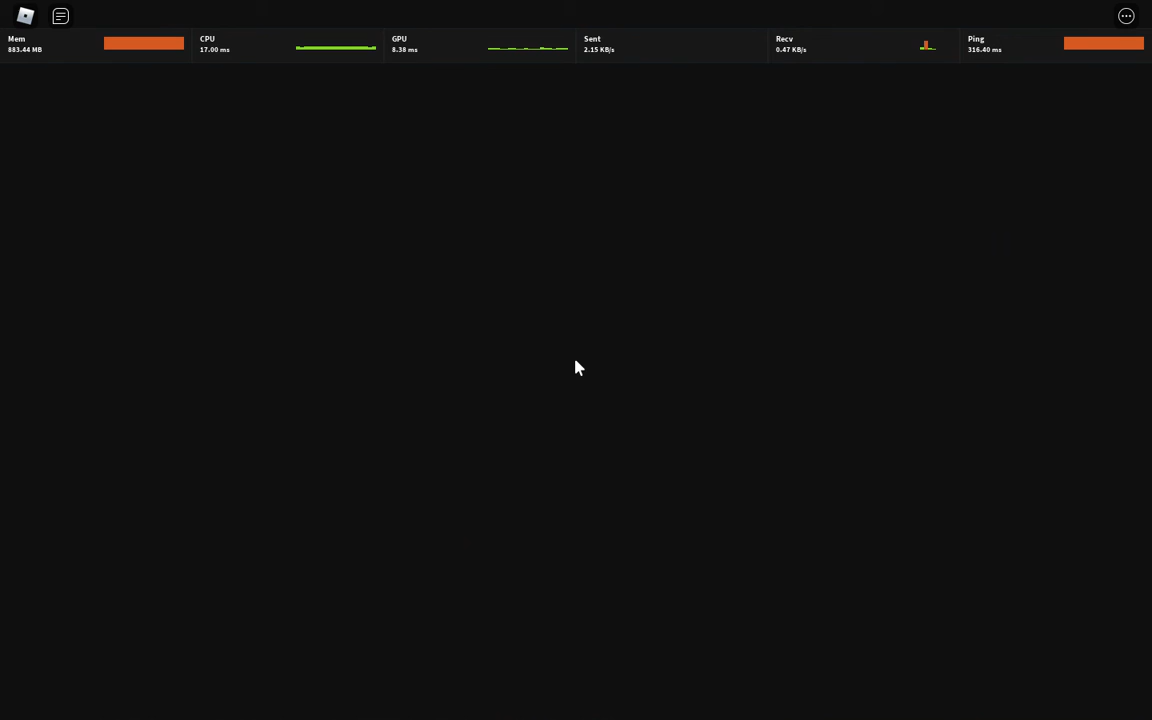 Mem
883.44 MB
CPU
17.00 ms
GPU
8.38 ms
Sent
2.15 KB/s
Recv
0.47 KB/s
Ping
316.40 ms